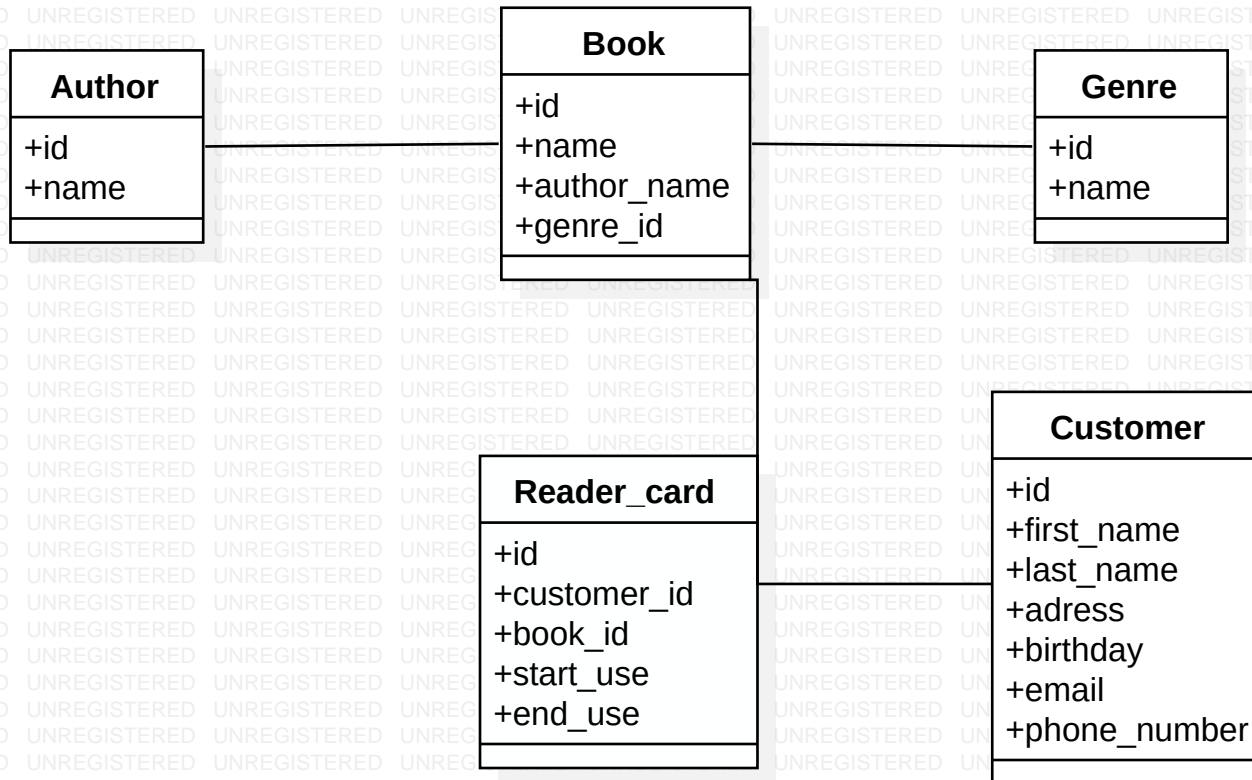 Author
+id
+name
Book
+id
+name
+author_name
+genre_id
Genre
+id
+name
Reader_card
+id
+customer_id
+book_id
+start_use
+end_use
Customer
+id
+first_name
+last_name
+adress
+birthday
+email
+phone_number
UNREGISTERED